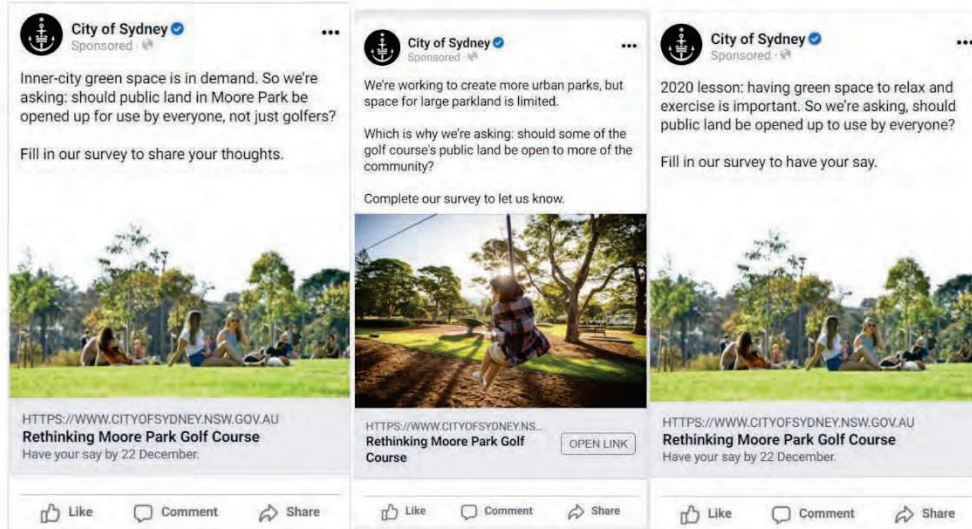 City of Sydney
Sponsored ·
Inner-city green space is in demand. So we're
asking: should public land in Moore Park be
opened up for use by everyone, not just golfers?
Fill in our survey to share your thoughts.
HTTPS://WWW.CITYOFSYDNEY.NSW.GOV.AU
Rethinking Moore Park Golf Course
Have your say by 22 December.
Like Comment Share
City of Sydney
Sponsored ·
We're working to create more urban parks, but
space for large parkland is limited.
Which is why we're asking: should some of the
golf course's public land be open to more of the
community?
Complete our survey to let us know.
HTTPS://WWW.CITYOFSYDNEY.NS...
Rethinking Moore Park Golf
Course
OPEN LINK
Like Comment Share
City of Sydney
Sponsored ·
2020 lesson: having green space to relax and
exercise is important. So we're asking, should
public land be opened up to use by everyone?
Fill in our survey to have your say.
HTTPS://WWW.CITYOFSYDNEY.NSW.GOV.AU
Rethinking Moore Park Golf Course
Have your say by 22 December.
Like Comment Share